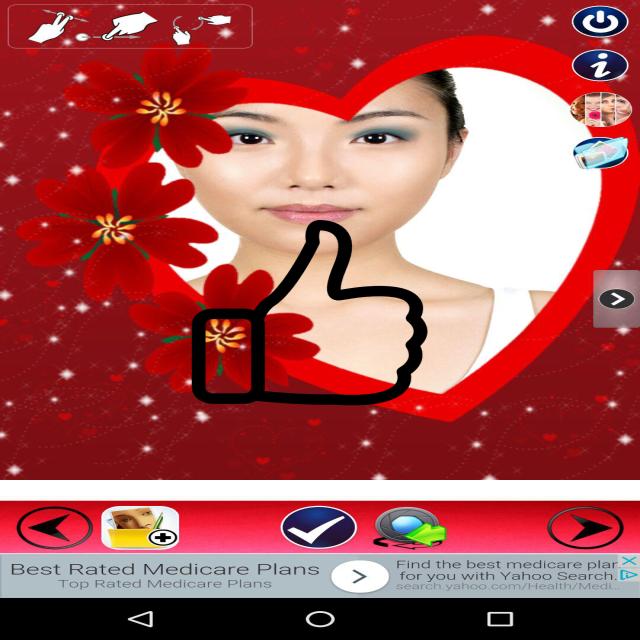 Best Rated Medicare Plans
Top Rated Medicare Plans
Find the best medicare plan
for you with Yahoo Search.
search.yahoo.com/Health/Medi...